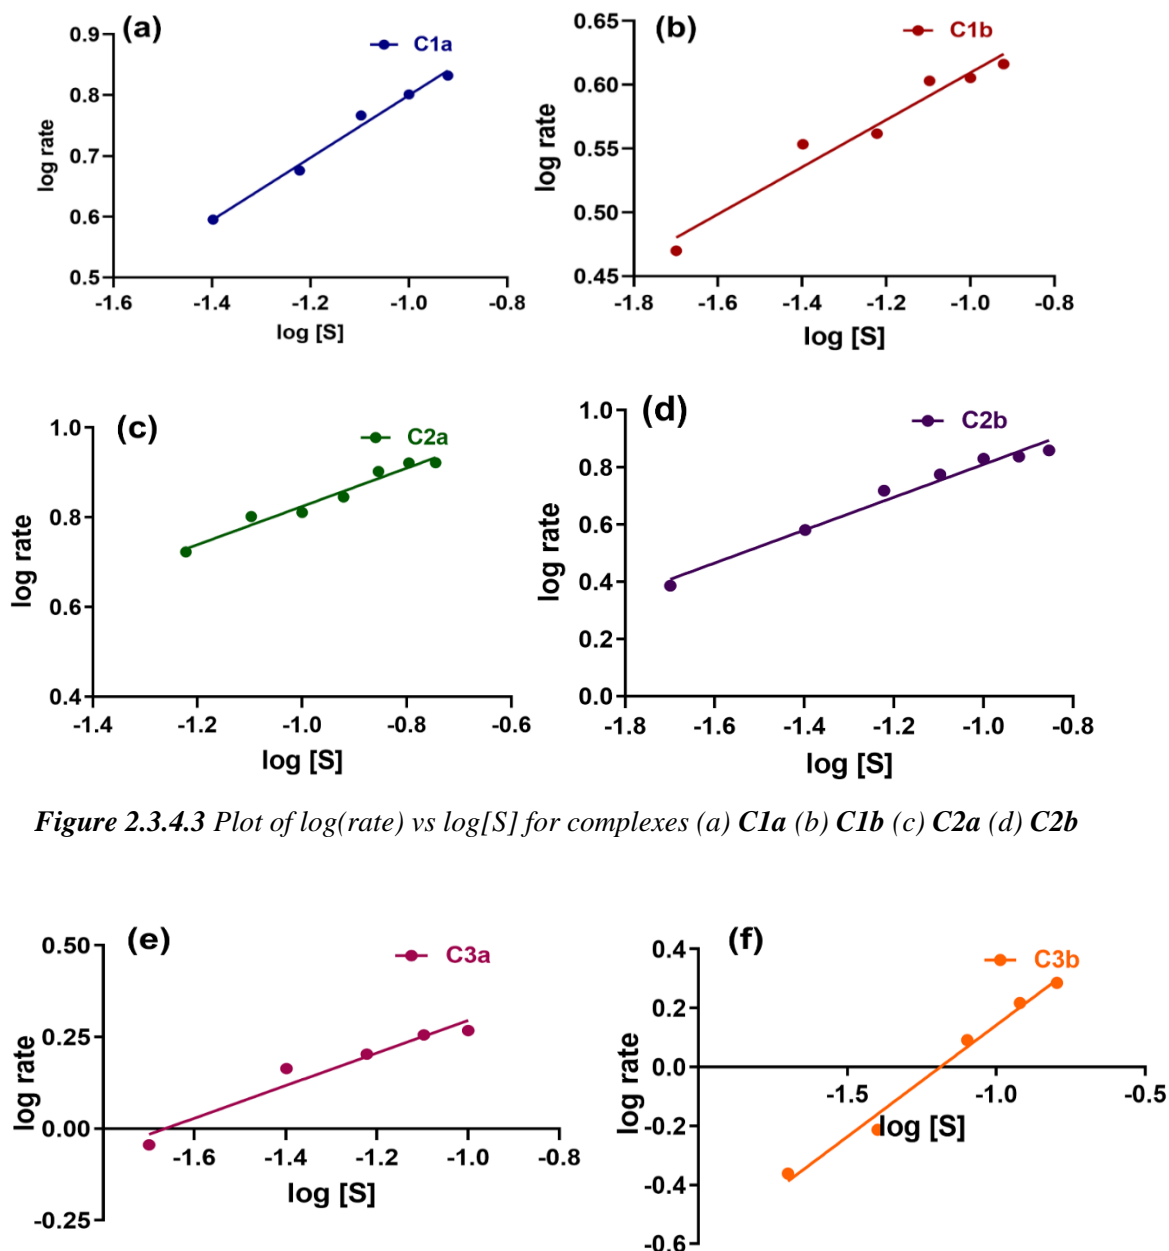 (a)
C1a
0.9
0.8
0.7
0.6
0.5
log rate
-1.6 -1.4 -1.2 -1.0 -0.8
log [S]
(b)
C1b
0.65
0.60
0.55
0.50
0.45
log rate
-1.8 -1.6 -1.4 -1.2 -1.0 -0.8
log [S]
(c)
C2a
1.0
0.8
0.6
0.4
log rate
-1.4 -1.2 -1.0 -0.8 -0.6
log [S]
(d)
C2b
1.0
0.8
0.6
0.4
0.2
0.0
log rate
-1.8 -1.6 -1.4 -1.2 -1.0 -0.8
log [S]
Figure 2.3.4.3 Plot of log(rate) vs log[S] for complexes (a) C1a (b) C1b (c) C2a (d) C2b
(e)
C3a
0.50
0.25
0.00
-0.25
log rate
-1.6 -1.4 -1.2 -1.0 -0.8
log [S]
(f)
C3b
0.4
0.2
0.0
-0.2
-0.4
-0.6
log rate
-1.5 -1.0 -0.5
log [S]